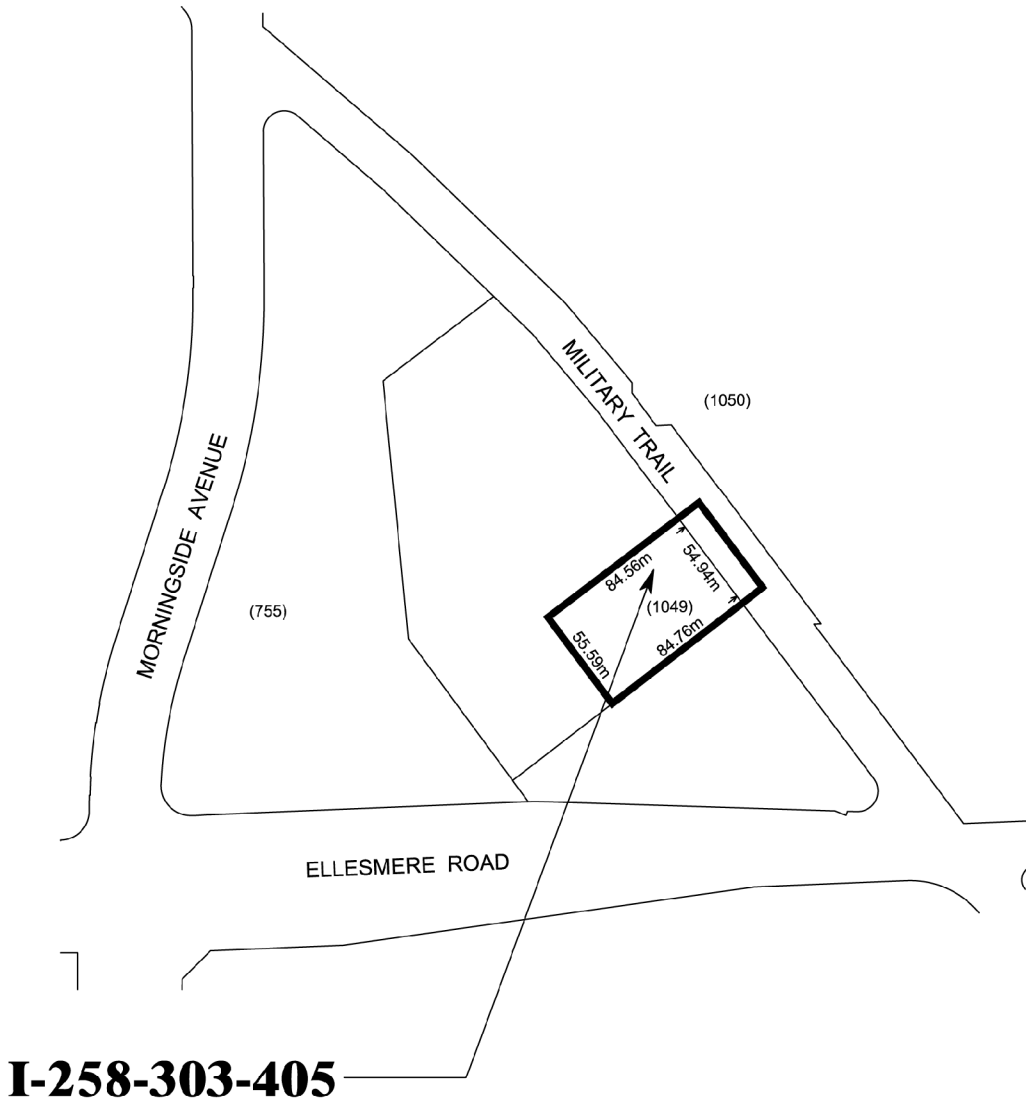 MILITARY TRAIL
(1050)
MORNINGSIDE AVENUE
84.56m
54.94m
(755)
(1049)
84.76m
55.59m
ELLESMERE ROAD
I-258-303-405